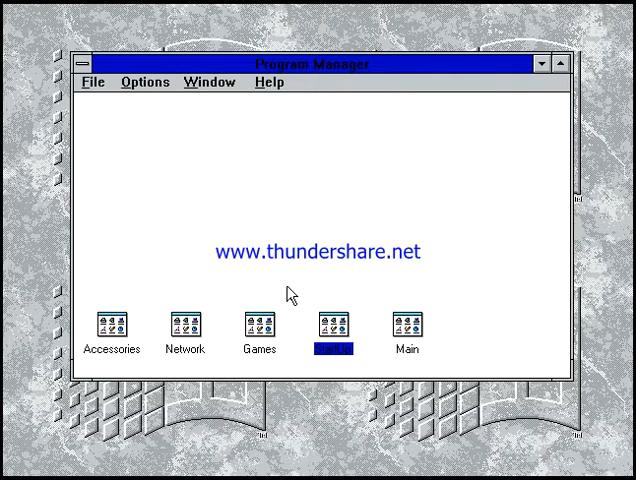 Program Manager
File Options Window Help
www.thundershare.net
Accessories Network Games StartUp Main